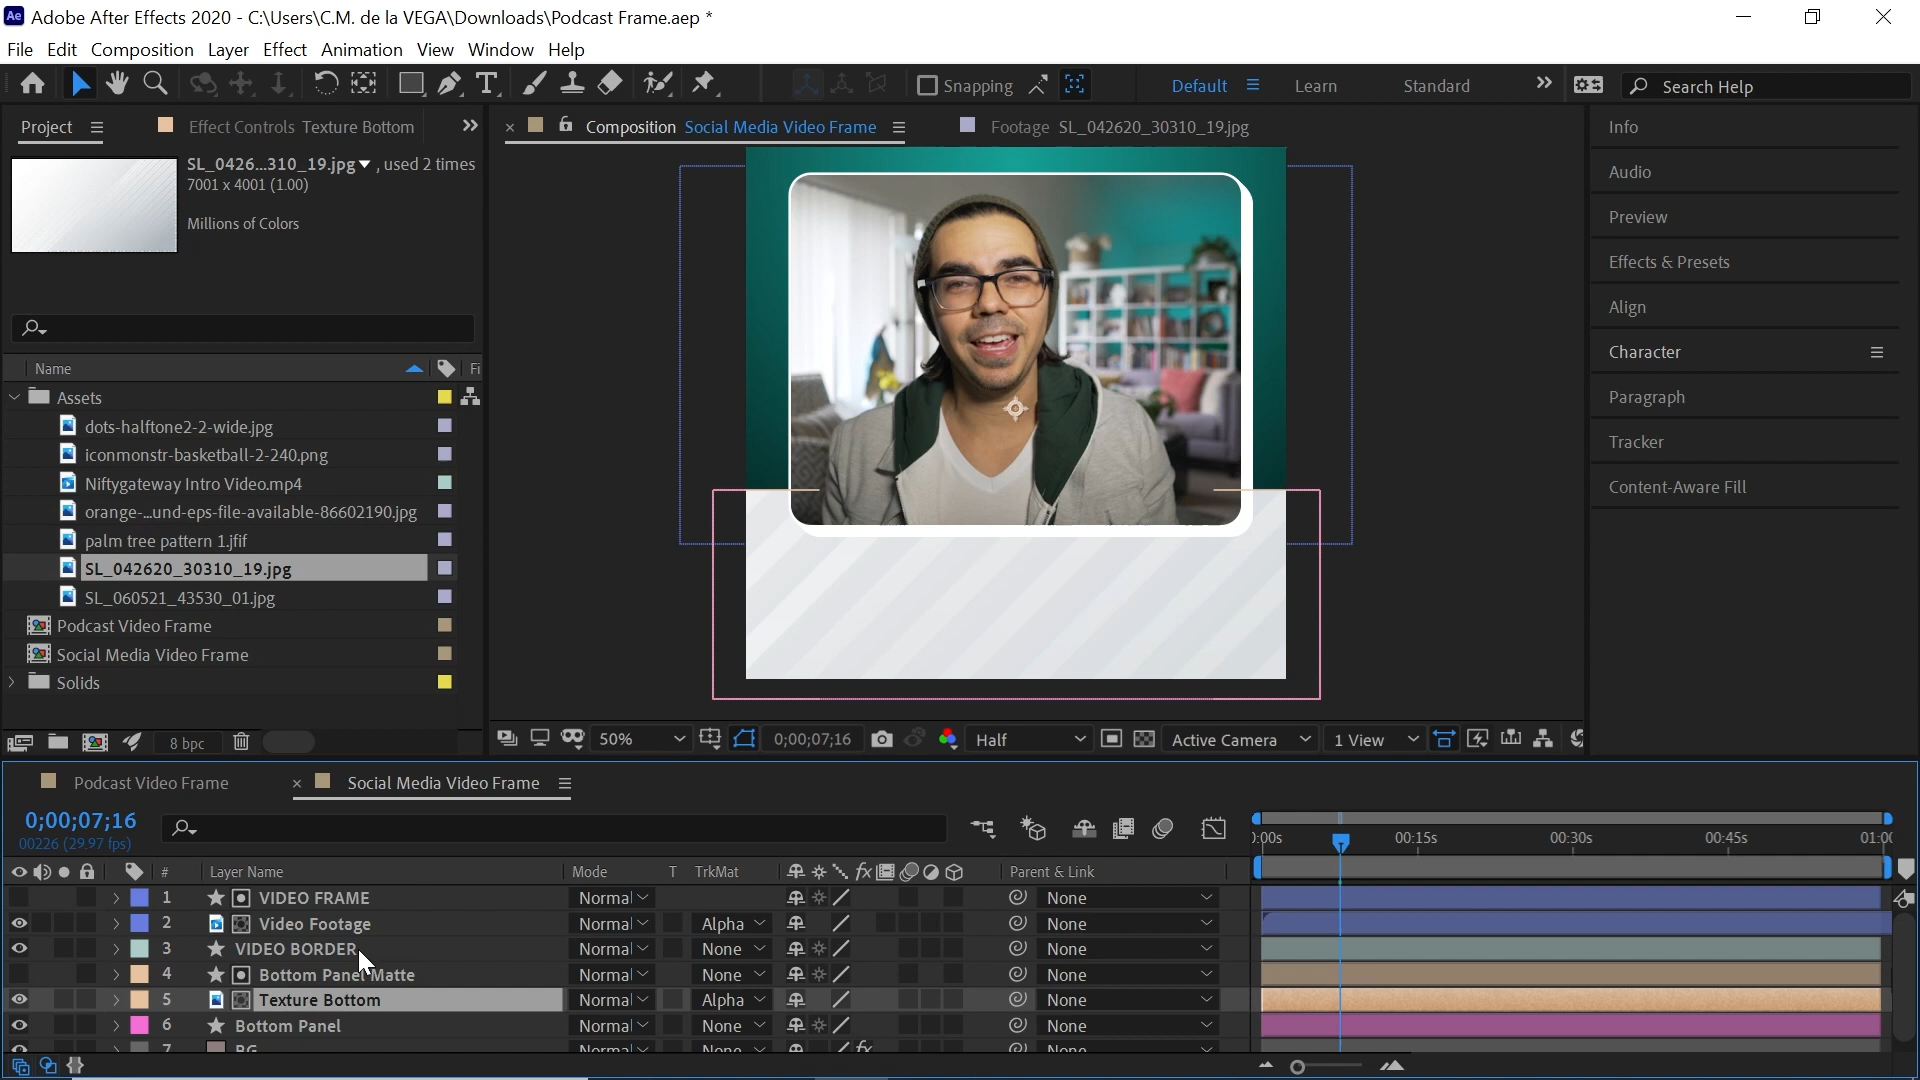 Adobe After Effects 2020 - C:\Users\C.M. de la VEGA\Downloads\Podcast Frame.aep *
File Edit Composition Layer Effect Animation View Window Help
Snapping
Default Learn Standard Search Help
Project Effect Controls Texture Bottom
Composition Social Media Video Frame Footage SL_042620_30310_19.jpg
SL_0426...310_19.jpg , used 2 times
7001 x 4001 (1.00)
Millions of Colors
Name Fi
Assets
dots-halftone2-2-wide.jpg
iconmonstr-basketball-2-240.png
Niftygateway Intro Video.mp4
orange-...und-eps-file-available-86602190.jpg
palm tree pattern 1.jfif
SL_042620_30310_19.jpg
SL_060521_43530_01.jpg
Podcast Video Frame
Social Media Video Frame
Solids
8 bpc
50% 0;00;07;16 Half Active Camera 1 View
Info
Audio
Preview
Effects & Presets
Align
Character
Paragraph
Tracker
Content-Aware Fill
Podcast Video Frame Social Media Video Frame
0;00;07;16
00226 (29.97 fps)
):00s 00:15s 00:30s 00:45s 01:00
# Layer Name Mode T TrkMat Parent & Link
1 VIDEO FRAME Normal None
2 Video Footage Normal Alpha None
3 VIDEO BORDER Normal None None
4 Bottom Panel Matte Normal None None
5 Texture Bottom Normal Alpha None
6 Bottom Panel Normal None None
7 BG Normal None None